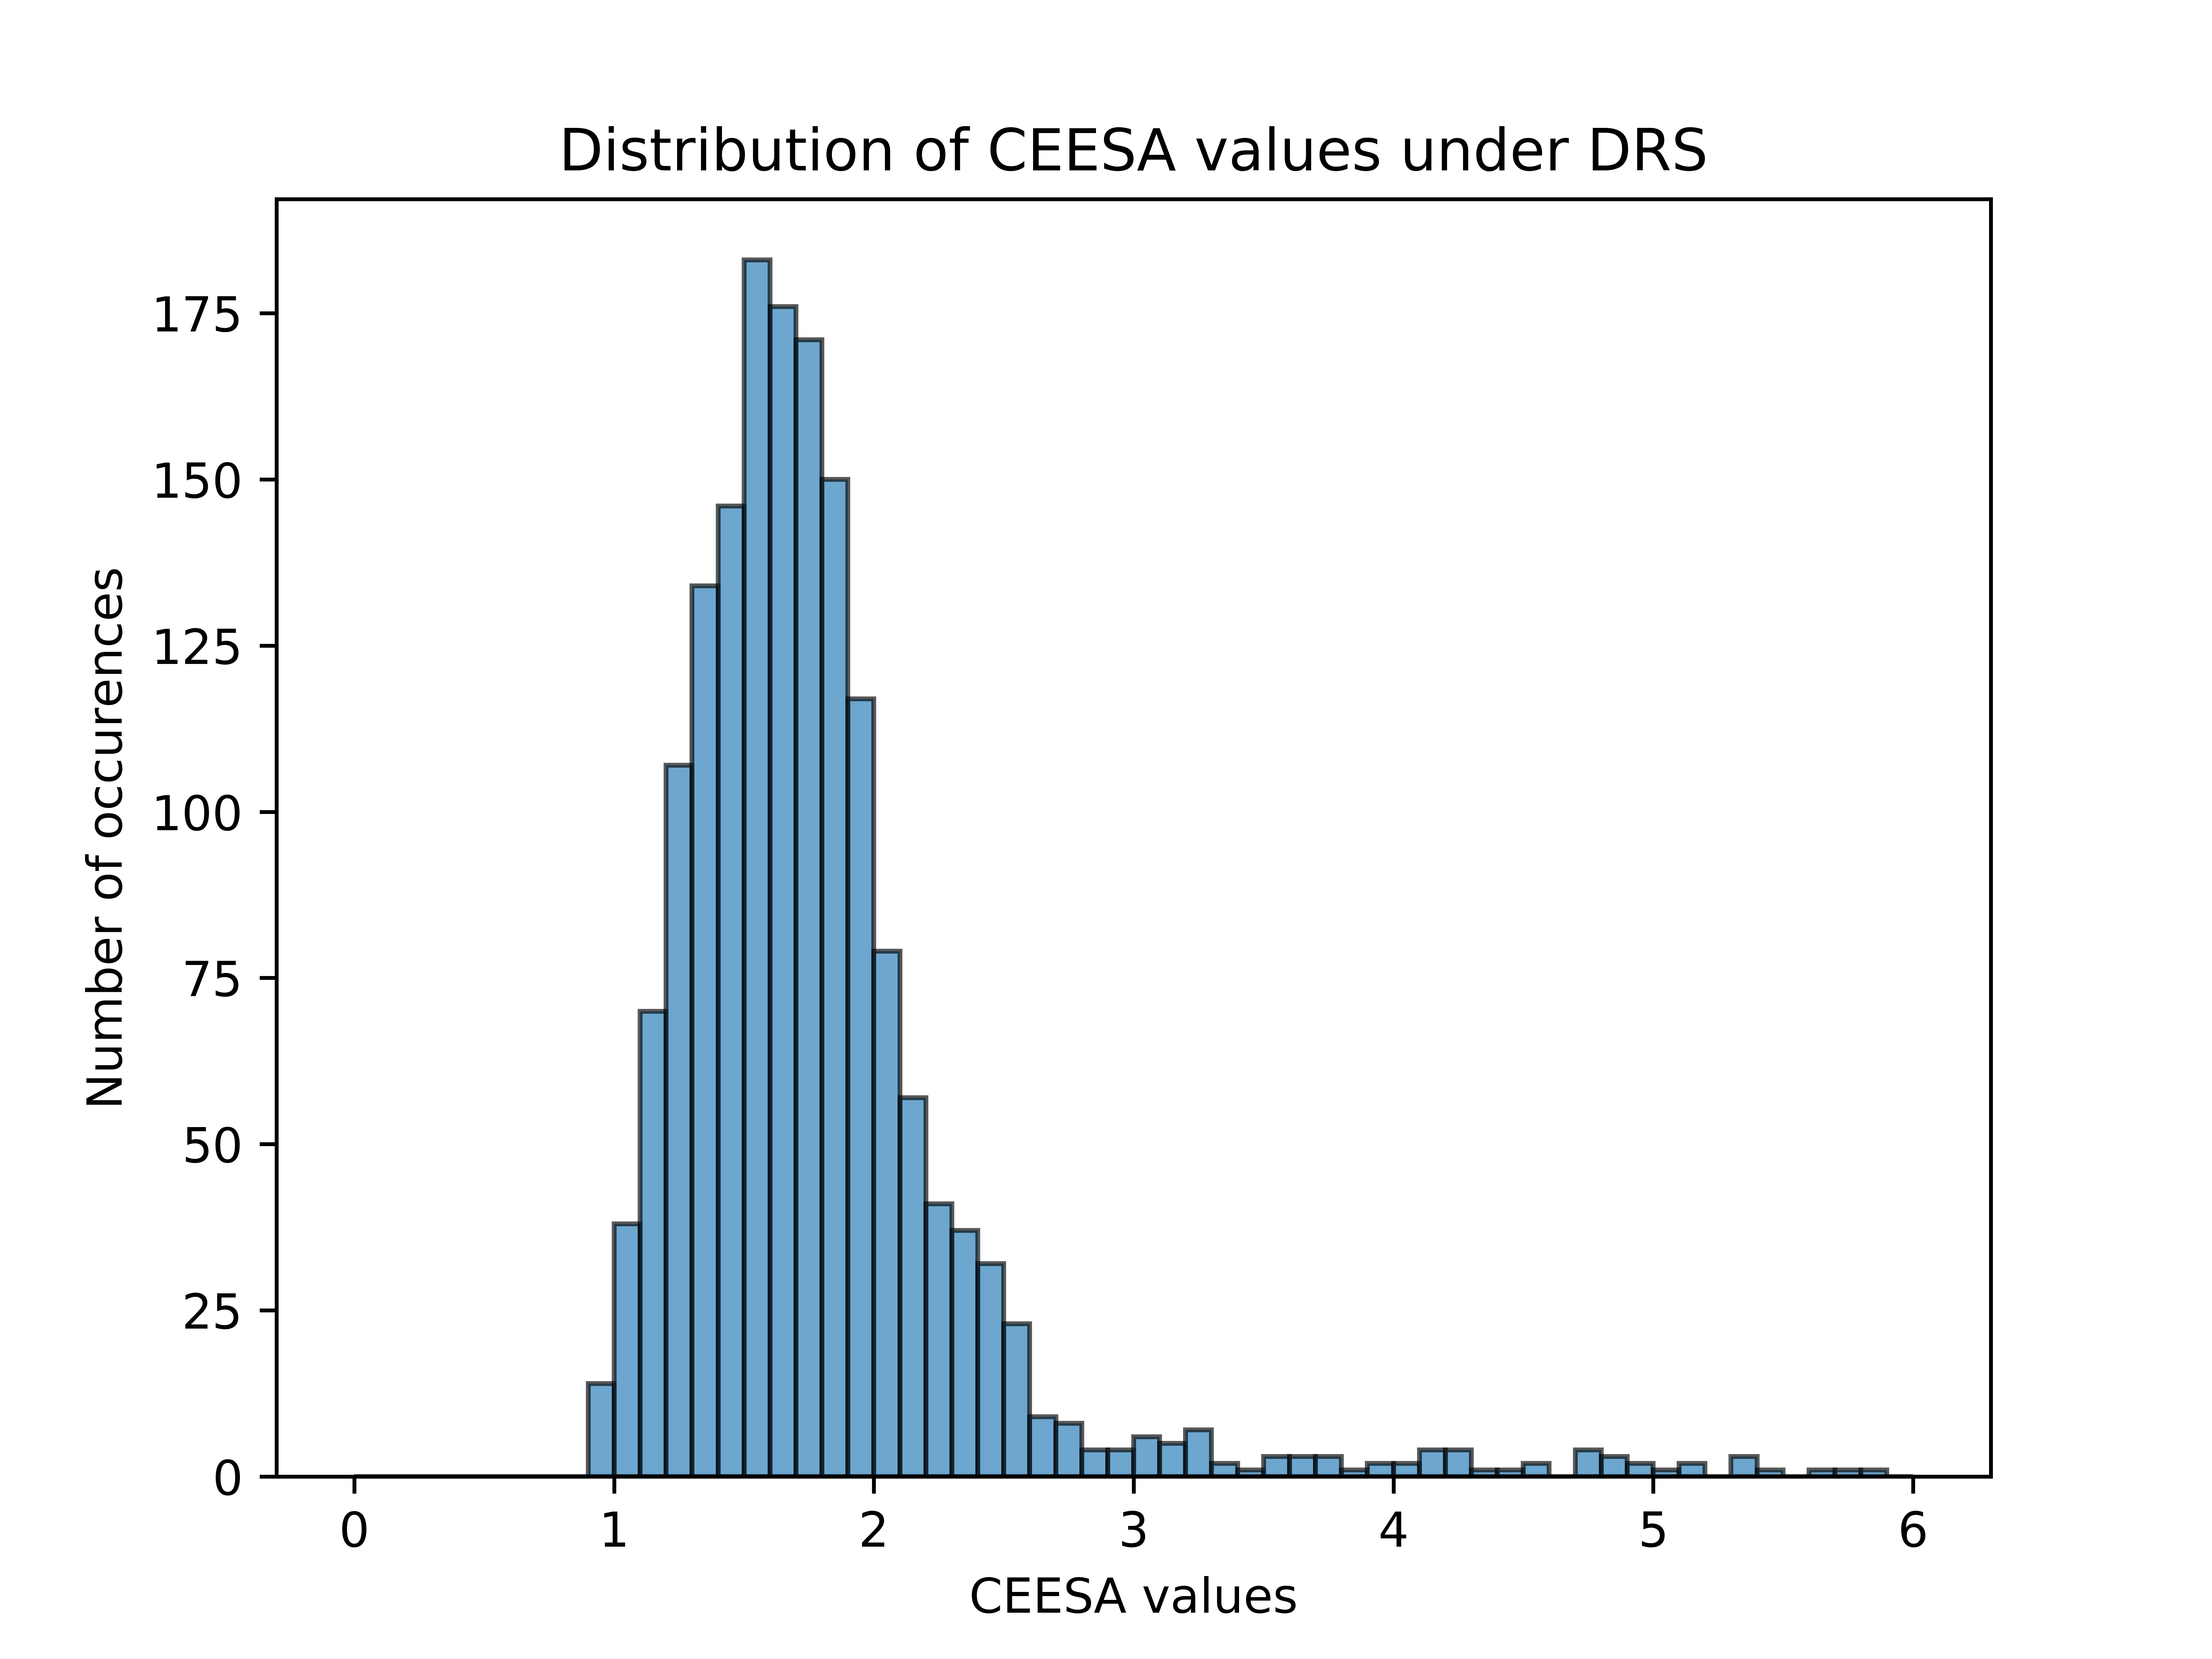 Distribution of CEESA values under DRS
Number of occurences
175
150
125
100
75
50
25
0
0 1 2 3 4 5 6
CEESA values